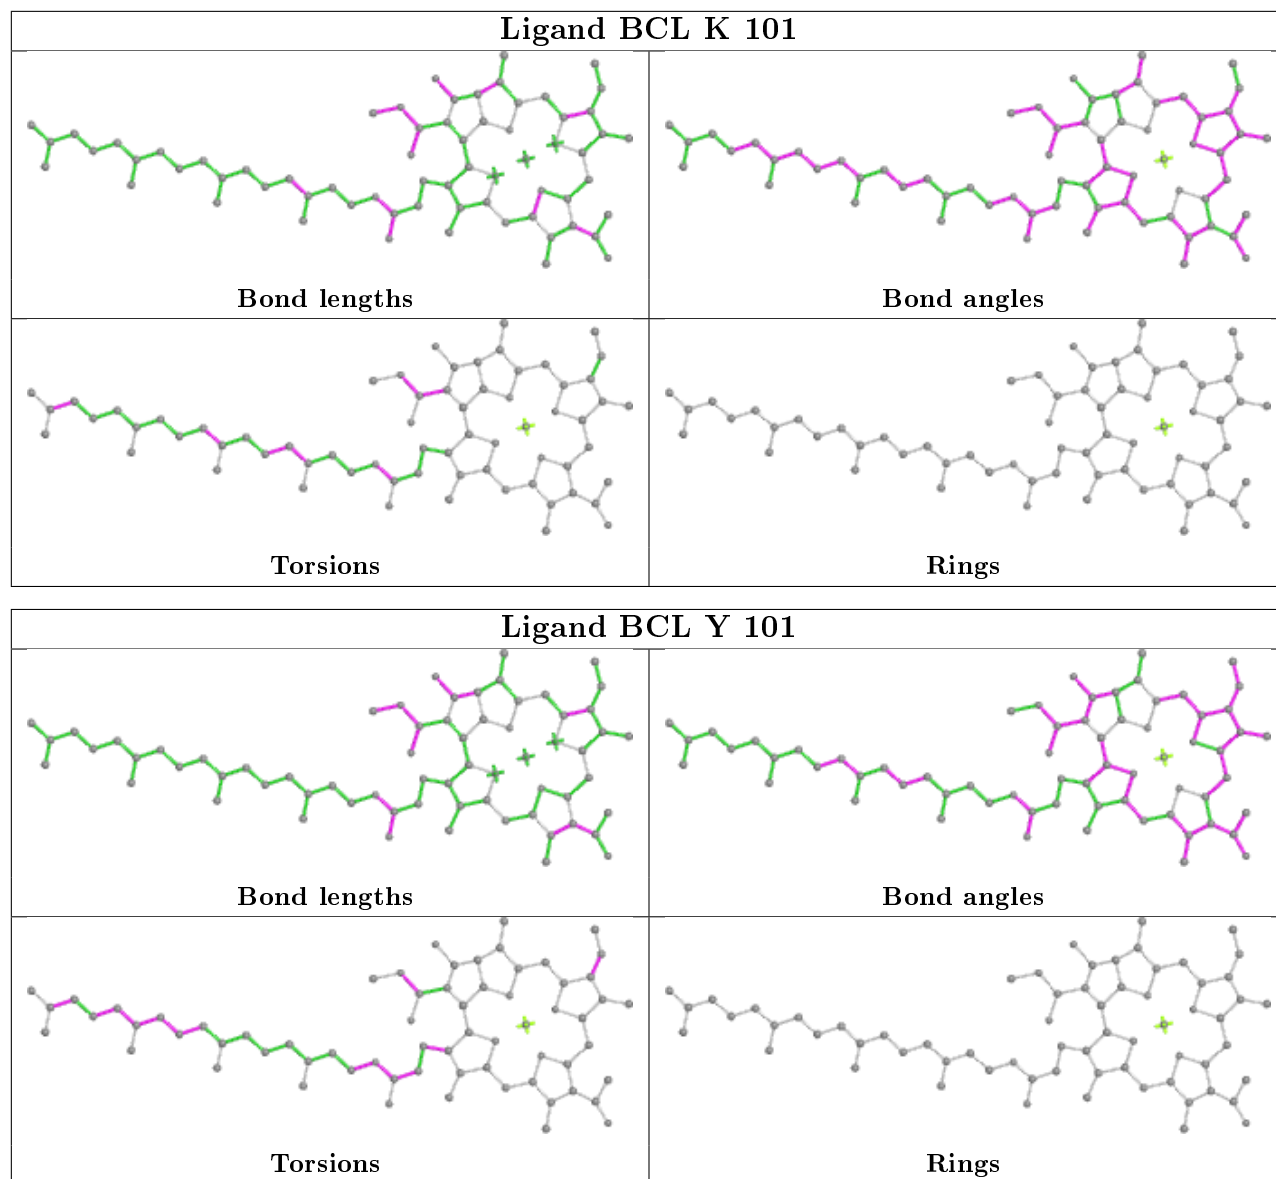 Ligand BCL K 101
Bond lengths
Bond angles
Torsions
Rings
Ligand BCL Y 101
Bond lengths
Bond angles
Torsions
Rings